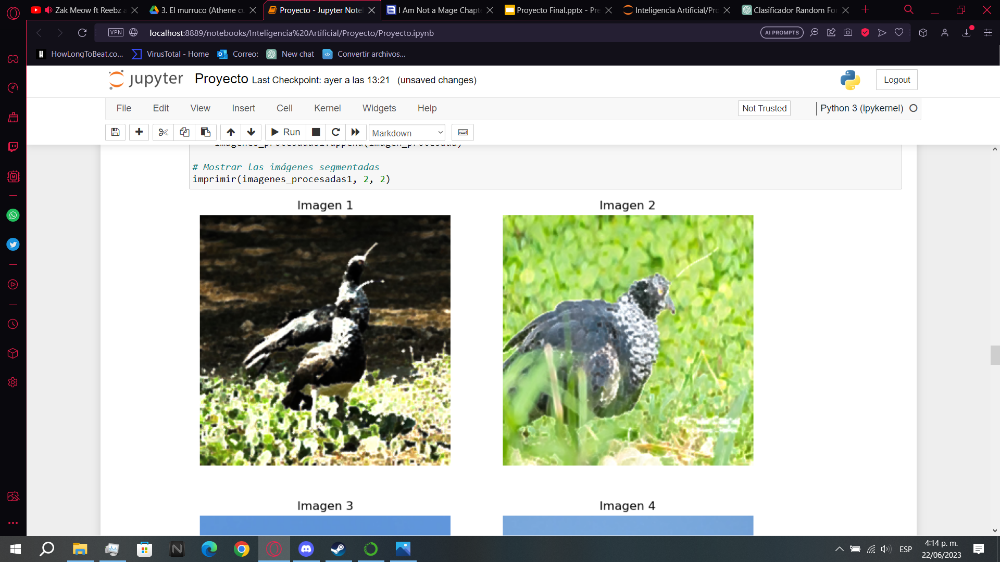 Zak Meow ft Reebz a
3. El murruco (Athene cu
Proyecto - Jupyter Note
I Am Not a Mage Chapt
Proyecto Final.pptx - Pre
Inteligencia Artificial/Pro
Clasificador Random Fo
VPN
localhost:8889/notebooks/Inteligencia%20Artificial/Proyecto/Proyecto.ipynb
AI PROMPTS
HowLongToBeat.co...
VirusTotal - Home
Correo:
New chat
Convertir archivos...
jupyter
Proyecto Last Checkpoint: ayer a las 13:21 (unsaved changes)
Logout
File
Edit
View
Insert
Cell
Kernel
Widgets
Help
Not Trusted
Python 3 (ipykernel)
Run
Markdown
imagenes_procesadas1.append(imagen_procesada)
# Mostrar las imágenes segmentadas
imprimir(imagenes_procesadas1, 2, 2)
Imagen 1
Imagen 2
Imagen 3
Imagen 4
ESP
4:14 p. m.
22/06/2023